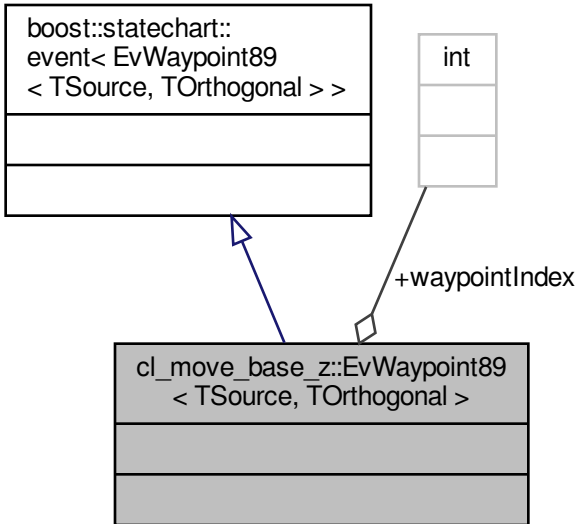 boost::statechart::
event< EvWaypoint89
< TSource, TOrthogonal > >
int
+waypointIndex
cl_move_base_z::EvWaypoint89
< TSource, TOrthogonal >